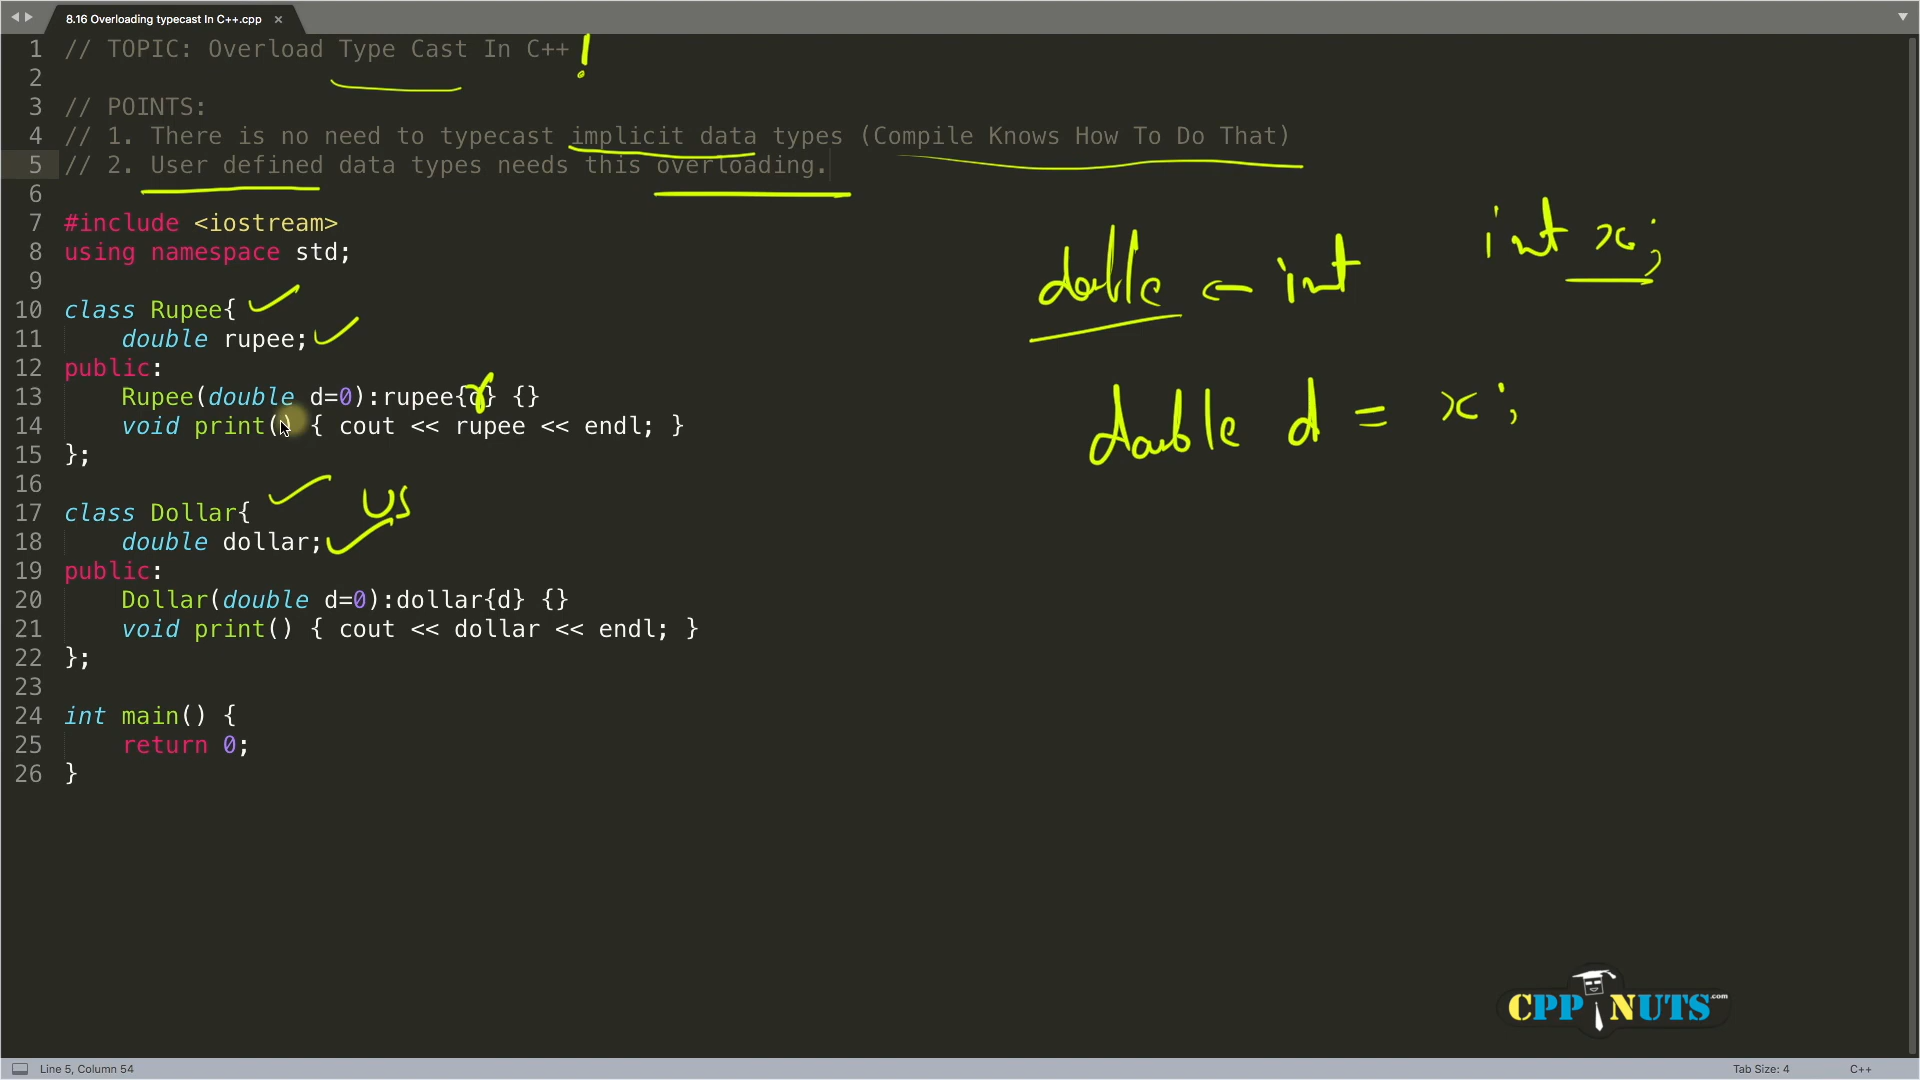 8.16 Overloading typecast In C++.cpp ×
1 // TOPIC: Overload Type Cast In C++ !
2
3 // POINTS:
4 // 1. There is no need to typecast implicit data types (Compile Knows How To Do That)
5 // 2. User defined data types needs this overloading.
6
7 #include <iostream>
8 using namespace std;
9
10 class Rupee{
11 double rupee;
12 public:
13 Rupee(double d=0):rupee{d} {}
14 void print() { cout << rupee << endl; }
15 };
16
17 class Dollar{
18 double dollar;
19 public:
20 Dollar(double d=0):dollar{d} {}
21 void print() { cout << dollar << endl; }
22 };
23
24 int main() {
25 return 0;
26 }
int x;
double ← int
double d = x;
US
CPP NUTS .com
Line 5, Column 54
Tab Size: 4
C++